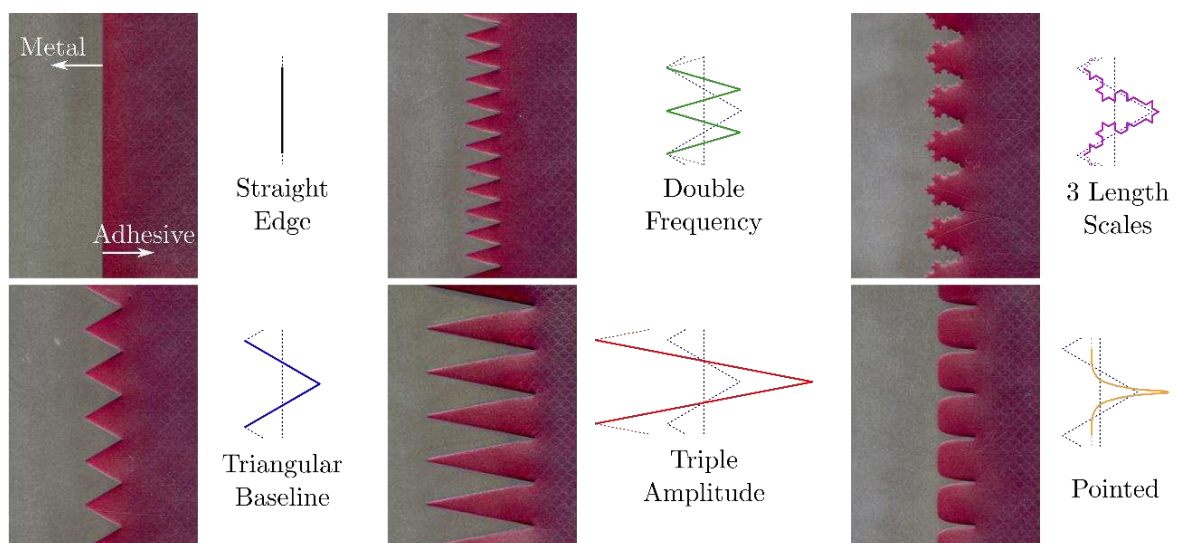 Metal
Adhesive
Straight
Edge
Double
Frequency
3 Length
Scales
Triangular
Baseline
Triple
Amplitude
Pointed